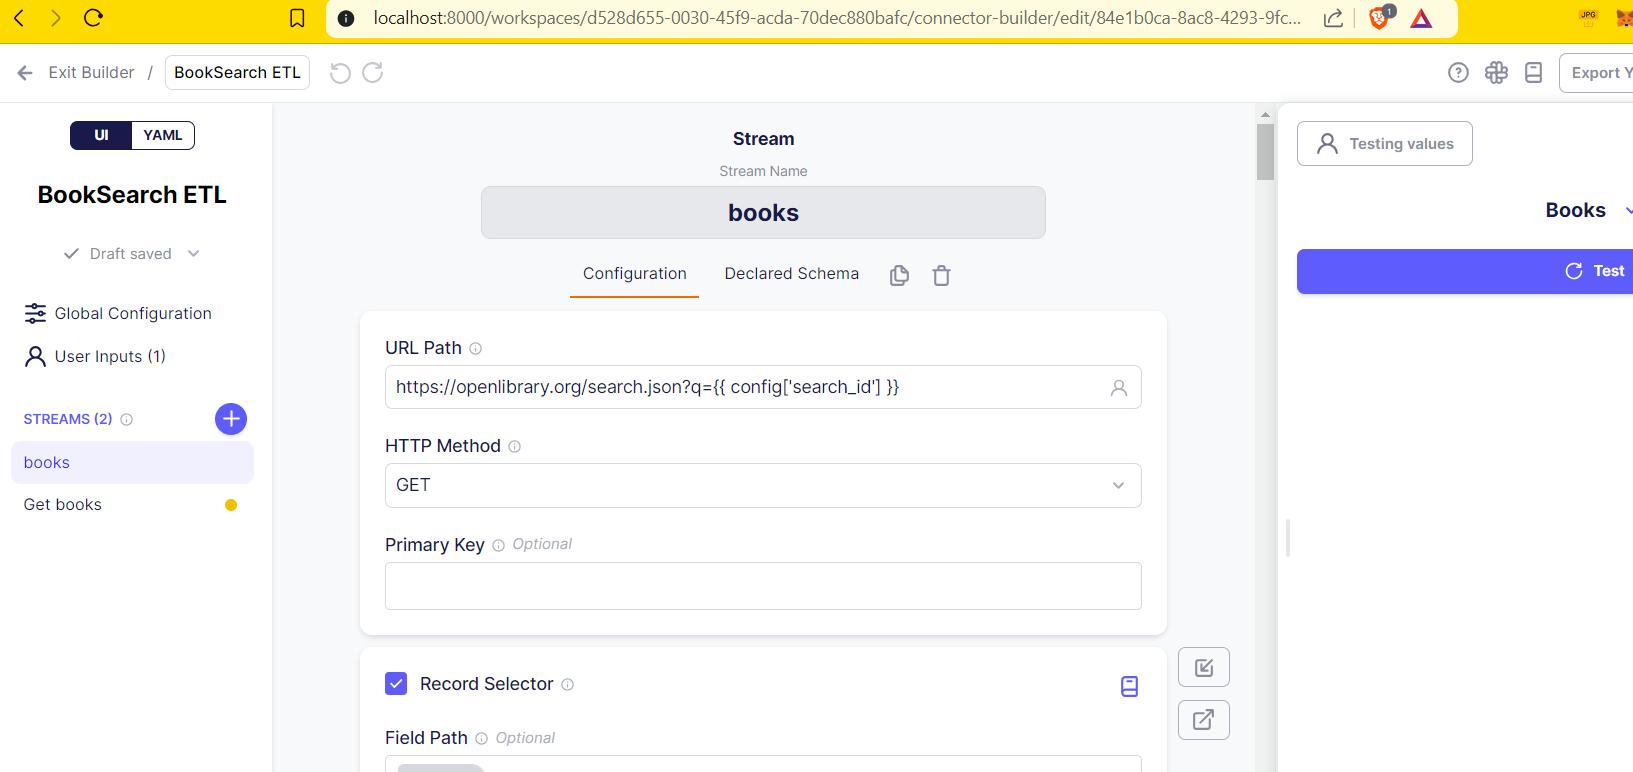 localhost:8000/workspaces/d528d655-0030-45f9-acda-70dec880bafc/connector-builder/edit/84e1b0ca-8ac8-4293-9fc...
1
JPG
Exit Builder / BookSearch ETL
Export Y
UI YAML
Stream
Stream Name
Testing values
BookSearch ETL
books
Books
Draft saved
Configuration Declared Schema
Test
Global Configuration
User Inputs (1)
URL Path
https://openlibrary.org/search.json?q={{ config['search_id'] }}
STREAMS (2)
HTTP Method
books
GET
Get books
Primary Key Optional
Record Selector
Field Path Optional